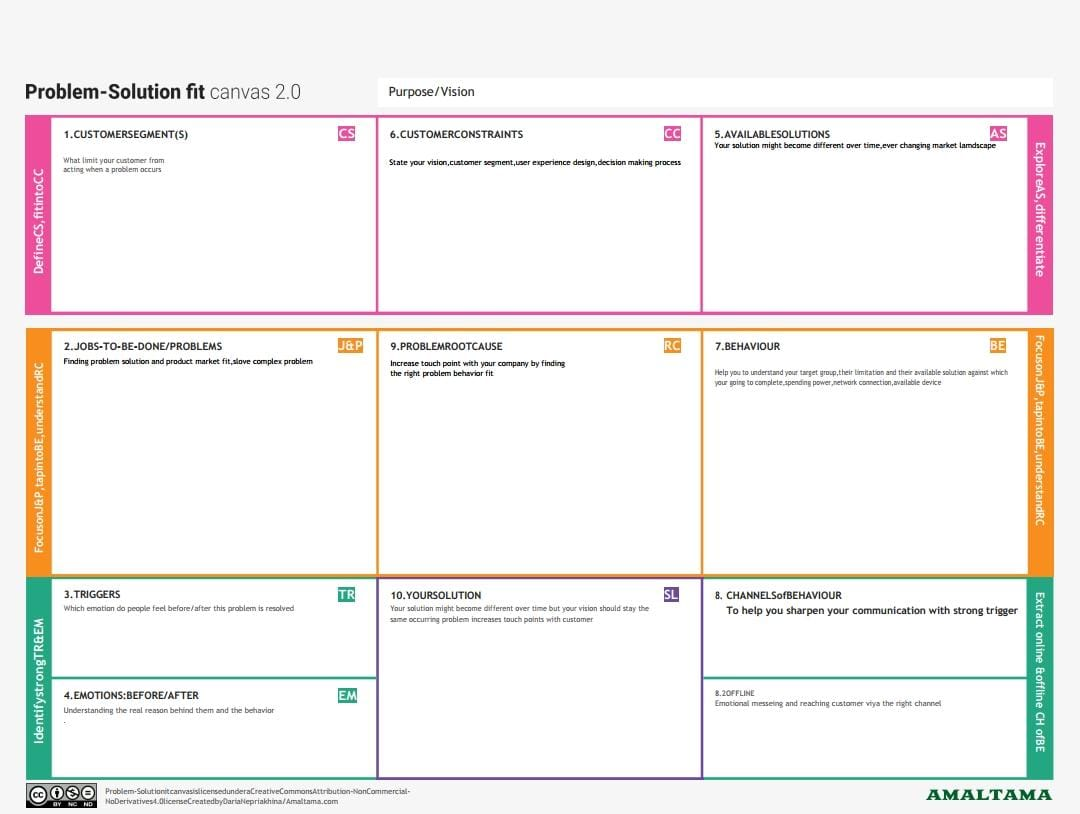 Problem-Solution fit canvas 2.0
Purpose/Vision
DefineCS,fitintoCC
1.CUSTOMERSEGMENT(S)
CS
What limit your customer from
acting when a problem occurs
6.CUSTOMERCONSTRAINTS
CC
State your vision,customer segment,user experience design,decision making process
5.AVAILABLESOLUTIONS
AS
Your solution might become different over time,ever changing market lamdscape
ExploreAS,differentiate
FocusonJ&P,tapintoBE,understandRC
2.JOBS-TO-BE-DONE/PROBLEMS
J&P
Finding problem solution and product market fit,slove complex problem
9.PROBLEMROOTCAUSE
RC
Increase touch point with your company by finding
the right problem behavior fit
7.BEHAVIOUR
BE
Help you to understand your target group,their limitation and their available solution against which
your going to complete,spending power,network connection,available device
FocusonJ&P,tapintoBE,understandRC
IdentifystrongTR&EM
3.TRIGGERS
TR
Which emotion do people feel before/after this problem is resolved
4.EMOTIONS:BEFORE/AFTER
EM
Understanding the real reason behind them and the behavior
.
10.YOURSOLUTION
SL
Your solution might become different over time but your vision should stay the
same occurring problem increases touch points with customer
8. CHANNELSofBEHAVIOUR
To help you sharpen your communication with strong trigger
8.2OFFLINE
Emotional messeing and reaching customer viya the right channel
Extract online &offline CH ofBE
cc
BY NC ND
Problem-SolutionitcanvasislicensedunderaCreativeCommonsAttribution-NonCommercial-
NoDerivatives4.0licenseCreatedbyDariaNepriakhina/Amaltama.com
AMALTAMA